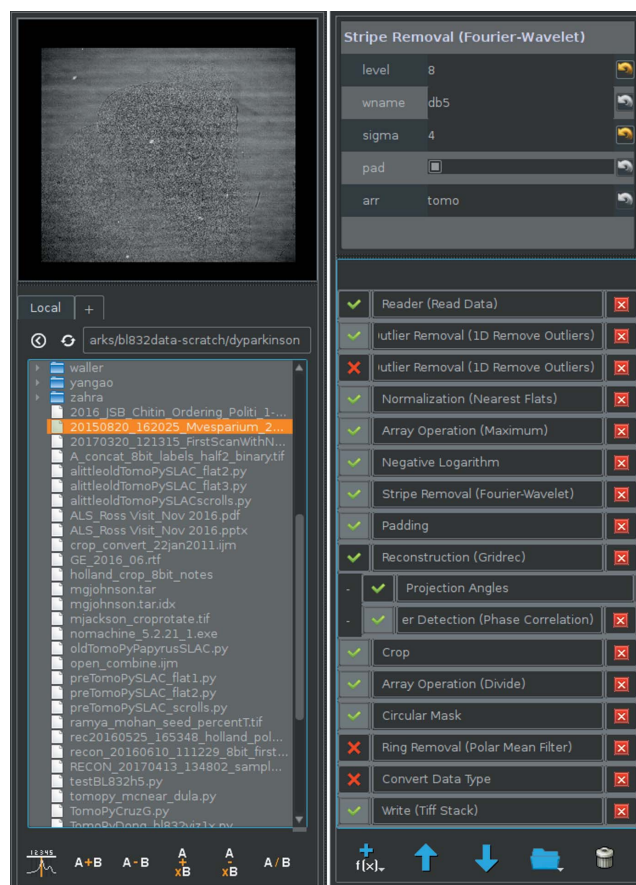 Local
+
arks/bl832data-scratch/dyparkinson
waller
yangao
zahra
2016_JSB_Chitin_Ordering_Politi_1-...
20150820_162025_Mvesparium_2...
20170320_121315_FirstScanWithN...
A_concat_8bit_labels_half2_binary.tif
alittleoldTomoPySLAC_flat2.py
alittleoldTomoPySLAC_flat3.py
alittleoldTomoPySLACscrolls.py
ALS_Ross Visit_Nov 2016.pdf
ALS_Ross Visit_Nov 2016.pptx
crop_convert_22jan2011.ijm
GE_2016_06.rtf
holland_crop_8bit_notes
mgjohnson.tar
mgjohnson.tar.idx
mjackson_croprotate.tif
nomachine_5.2.21_1.exe
oldTomoPyPapyrusSLAC.py
open_combine.ijm
preTomoPySLAC_flat1.py
preTomoPySLAC_flat2.py
preTomoPySLAC_scrolls.py
ramya_mohan_seed_percentT.tif
rec20160525_165348_holland_pol...
recon_20160610_111229_8bit_first...
RECON_20170413_134802_sampl...
testBL832h5.py
tomopy_mcnear_dula.py
TomoPyCruzG.py
TomoPyDong_bl832viz1x.py
12345
A+B
A-B
A + xB
A - xB
A/B
Stripe Removal (Fourier-Wavelet)
level 8
wname db5
sigma 4
pad
arr tomo
Reader (Read Data)
utlier Removal (1D Remove Outliers)
utlier Removal (1D Remove Outliers)
Normalization (Nearest Flats)
Array Operation (Maximum)
Negative Logarithm
Stripe Removal (Fourier-Wavelet)
Padding
Reconstruction (Gridrec)
- Projection Angles
- er Detection (Phase Correlation)
Crop
Array Operation (Divide)
Circular Mask
Ring Removal (Polar Mean Filter)
Convert Data Type
Write (Tiff Stack)
+
f(x)